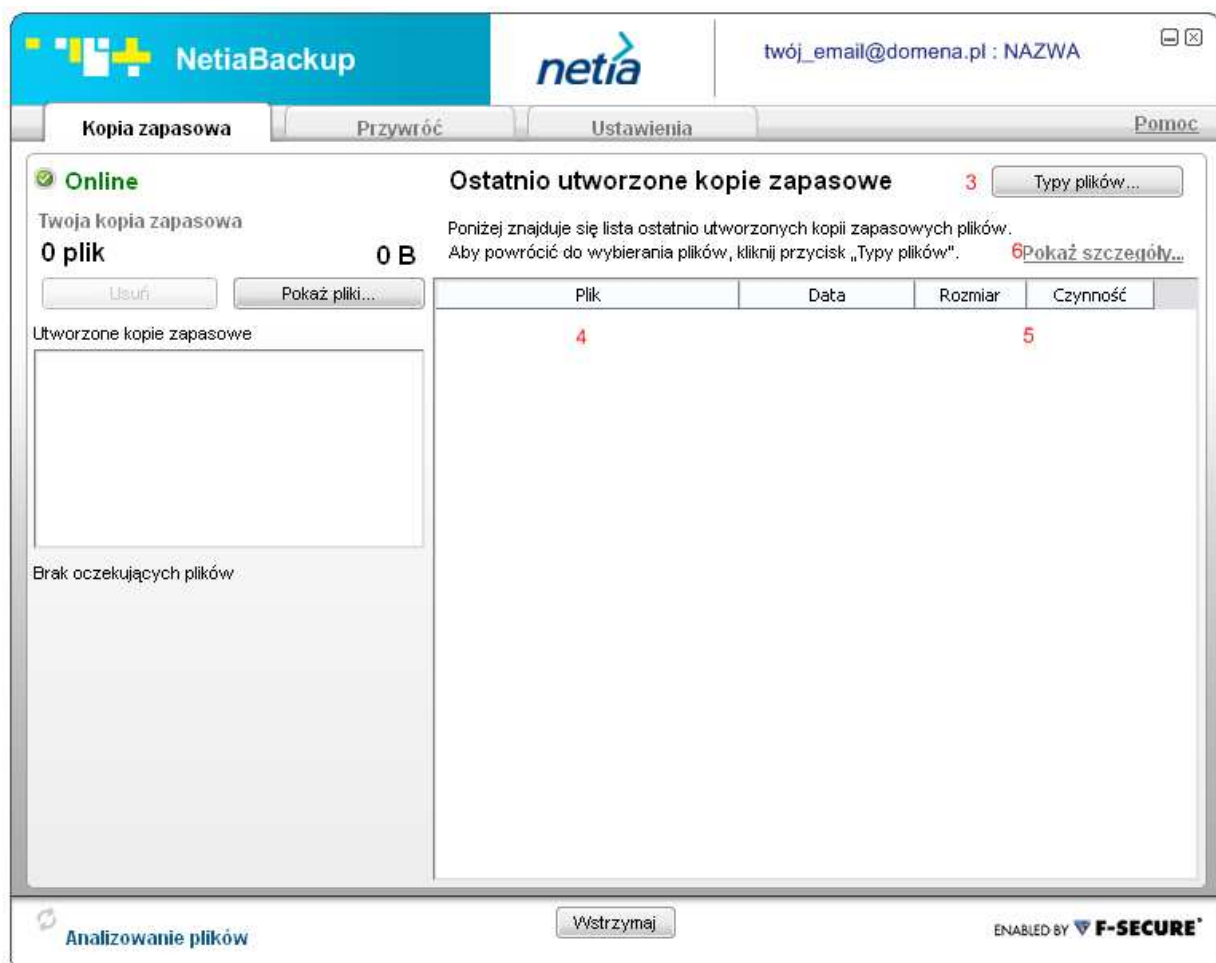 NetiaBackup
netia
twój_email@domena.pl : NAZWA
Kopia zapasowa
Przywróć
Ustawienia
Pomoc
Online
Twoja kopia zapasowa
0 plik
0 B
Usuń
Pokaż pliki...
Utworzone kopie zapasowe
Brak oczekujących plików
Ostatnio utworzone kopie zapasowe
3
Typy plików...
Poniżej znajduje się lista ostatnio utworzonych kopii zapasowych plików.
Aby powrócić do wybierania plików, kliknij przycisk „Typy plików".
6
Pokaż szczegóły...
Plik
Data
Rozmiar
Czynność
4
5
Analizowanie plików
Wstrzymaj
ENABLED BY F-SECURE